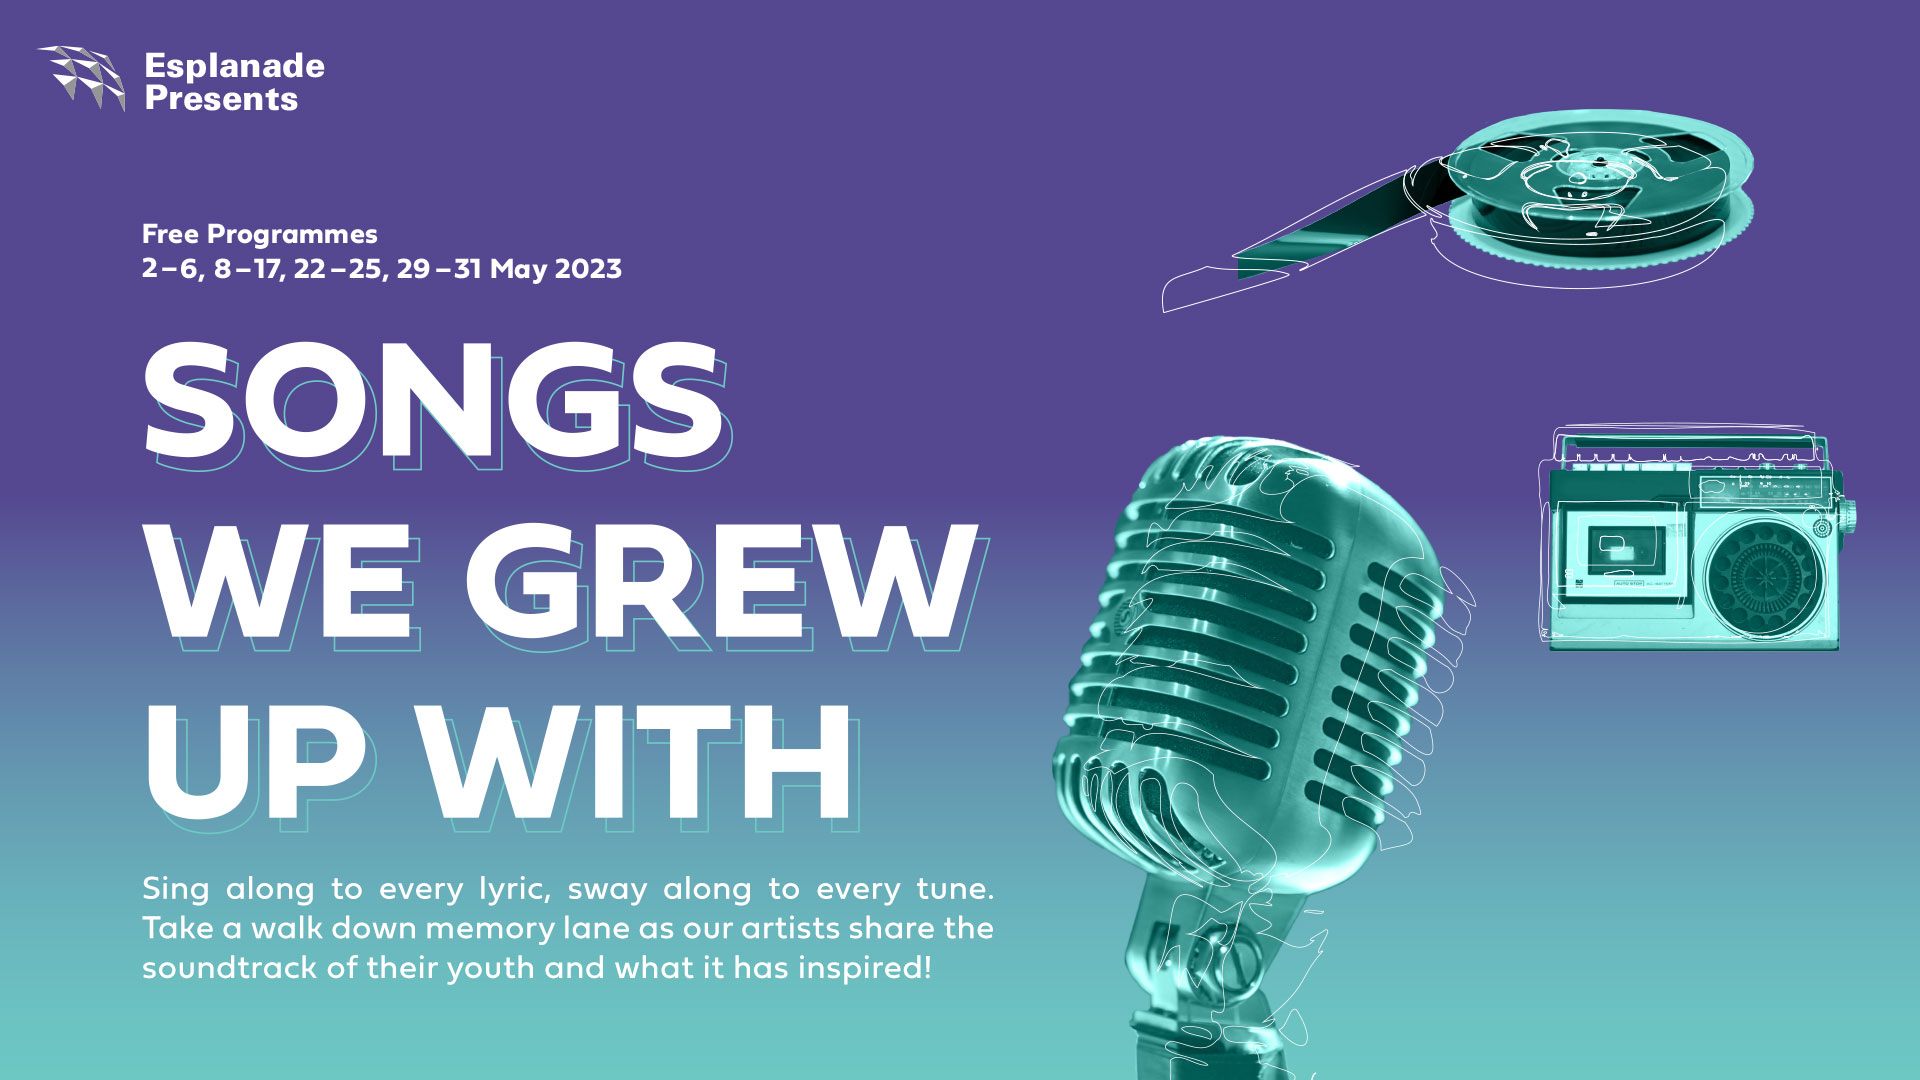 Esplanade
Presents
Free Programmes
2–6, 8–17, 22–25, 29–31 May 2023
SONGS
WE GREW
UP WITH
Sing along to every lyric, sway along to every tune.
Take a walk down memory lane as our artists share the
soundtrack of their youth and what it has inspired!
AUTO STOP